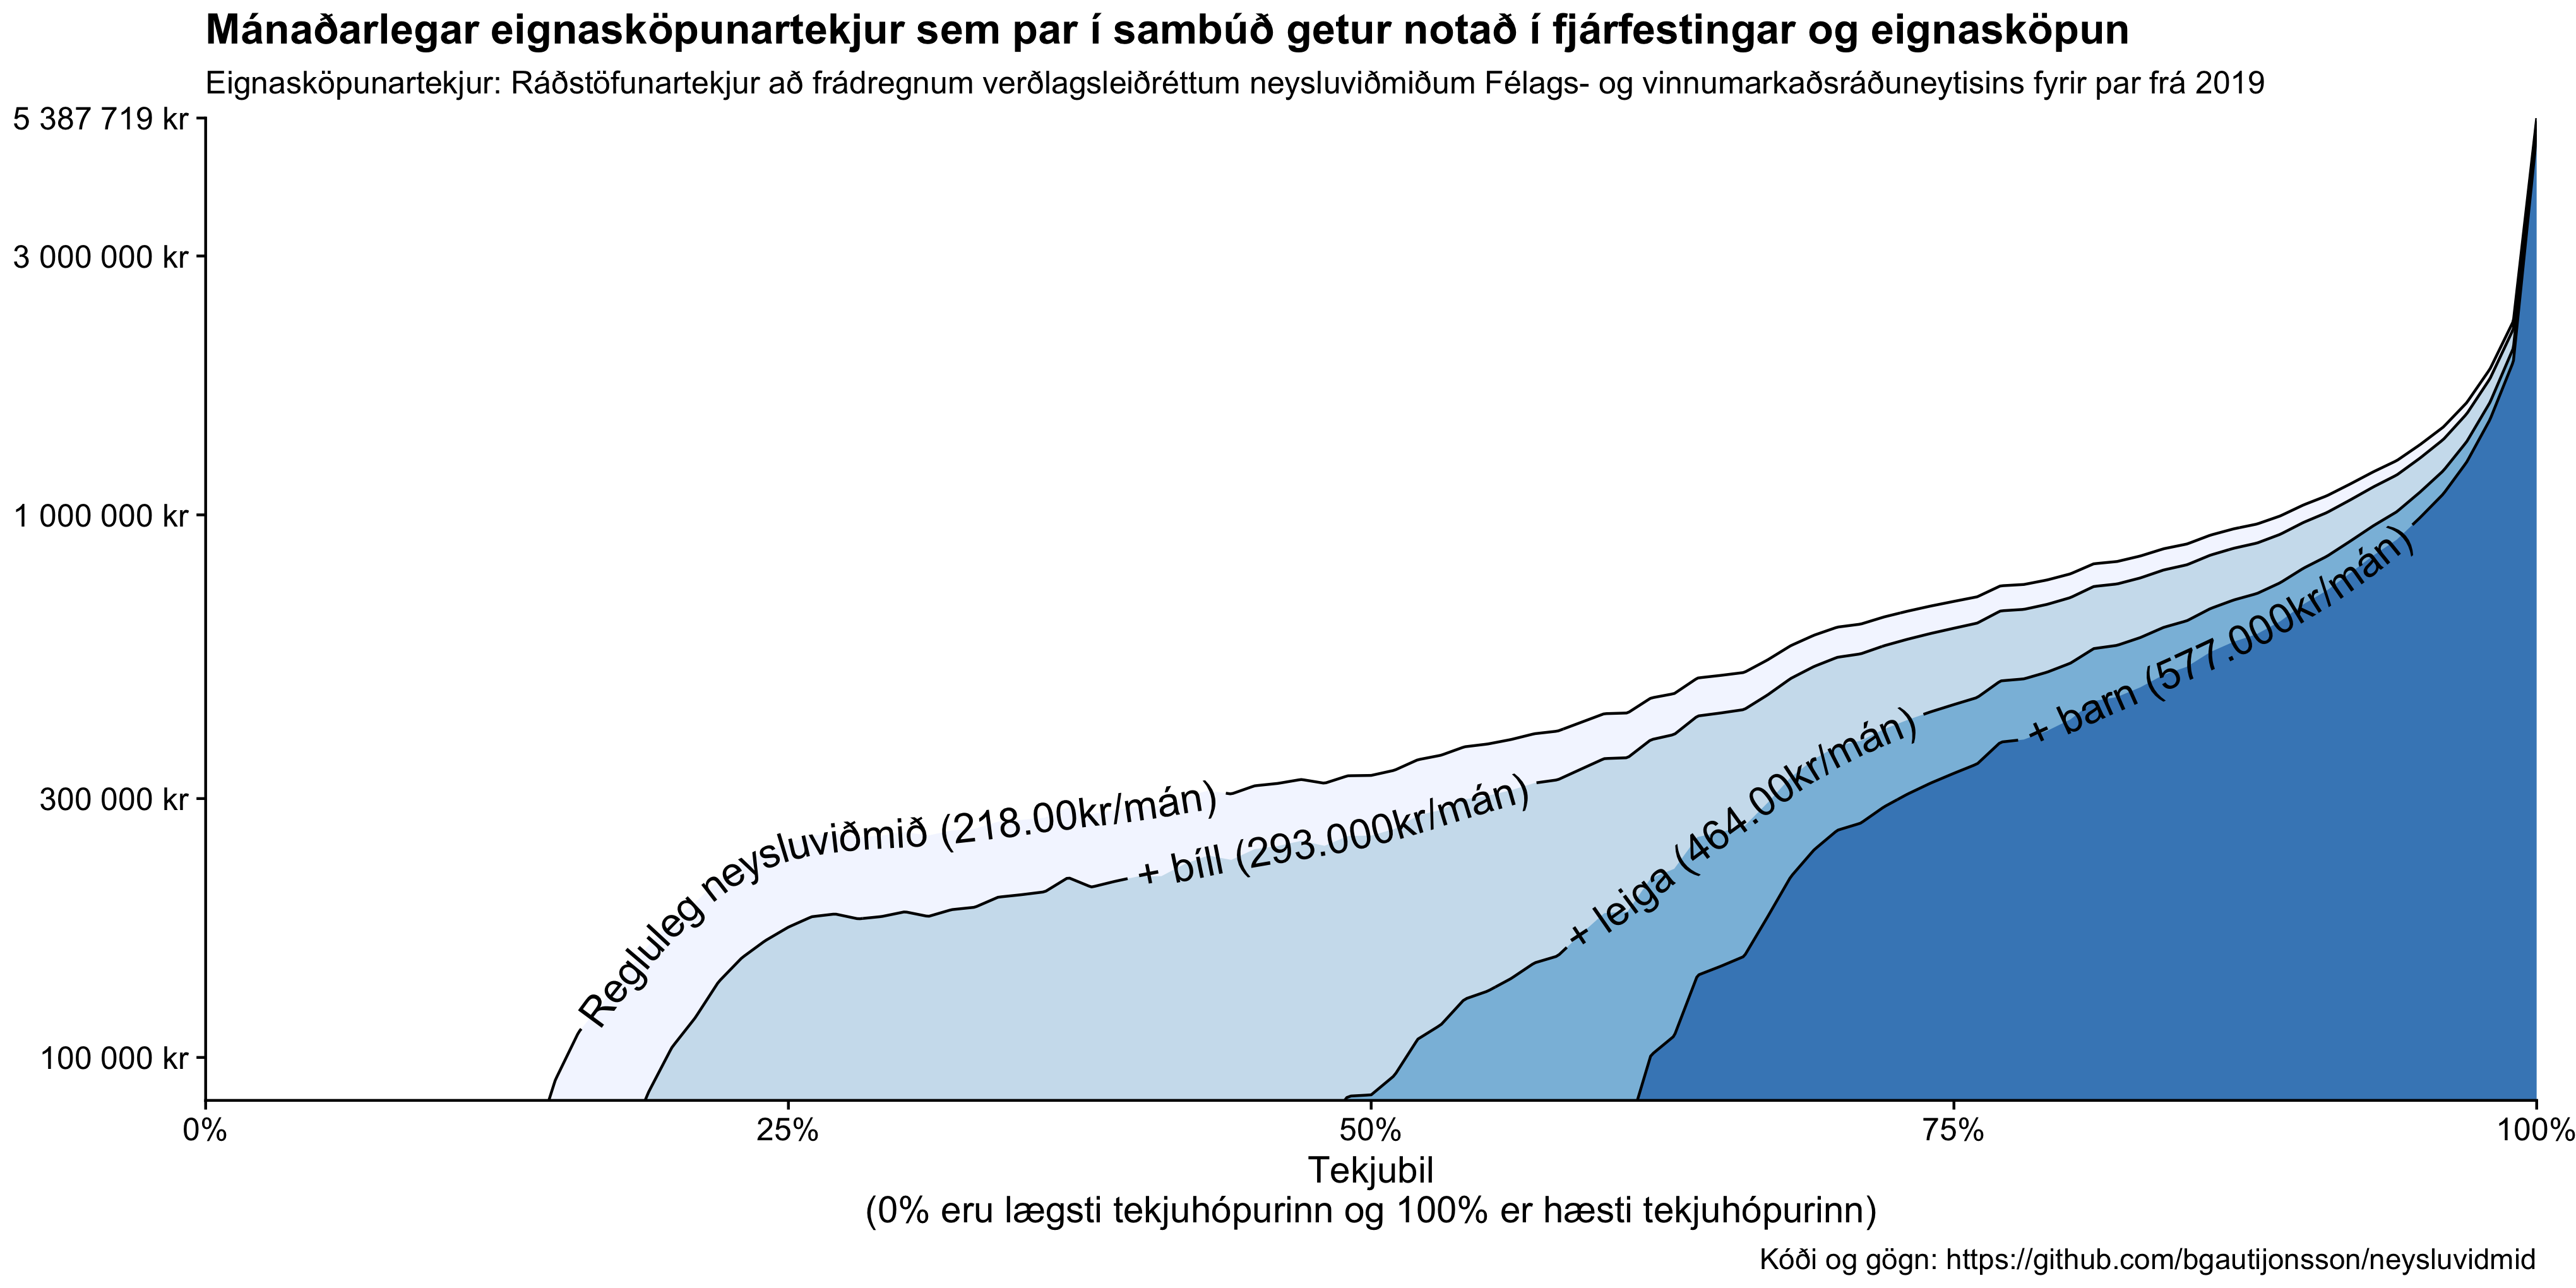 Mánaðarlegar eignasköpunartekjur sem par í sambúð getur notað í fjárfestingar og eignasköpun
Eignasköpunartekjur: Ráðstöfunartekjur að frádregnum verðlagsleiðréttum neysluviðmiðum Félags- og vinnumarkaðsráðuneytisins fyrir par frá 2019
5 387 719 kr
3 000 000 kr
1 000 000 kr
300 000 kr
100 000 kr
Regluleg neysluviðmið (218.00kr/mán)
+ bíll (293.000kr/mán)
+ leiga (464.00kr/mán)
+ barn (577.000kr/mán)
0%
25%
50%
75%
100%
Tekjubil
(0% eru lægsti tekjuhópurinn og 100% er hæsti tekjuhópurinn)
Kóði og gögn: https://github.com/bgautijonsson/neysluvidmid